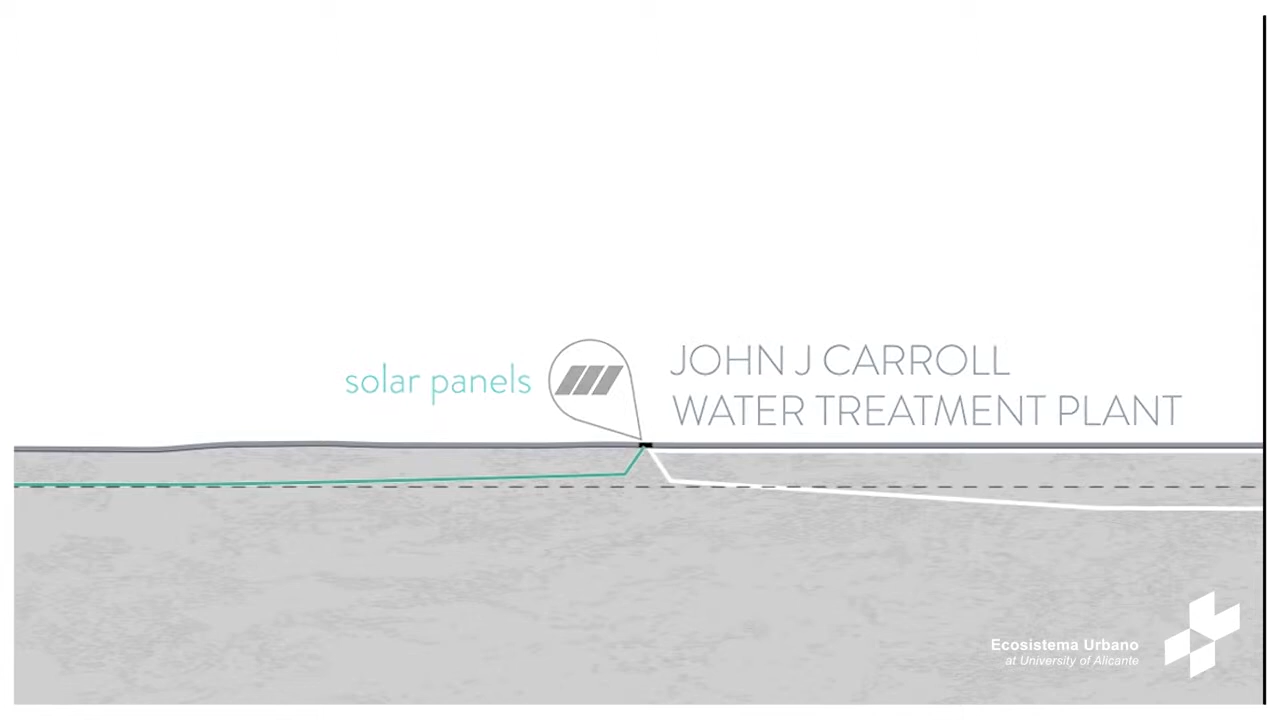 solar panels
JOHN J CARROLL
WATER TREATMENT PLANT
Ecosistema Urbano
at University of Alicante